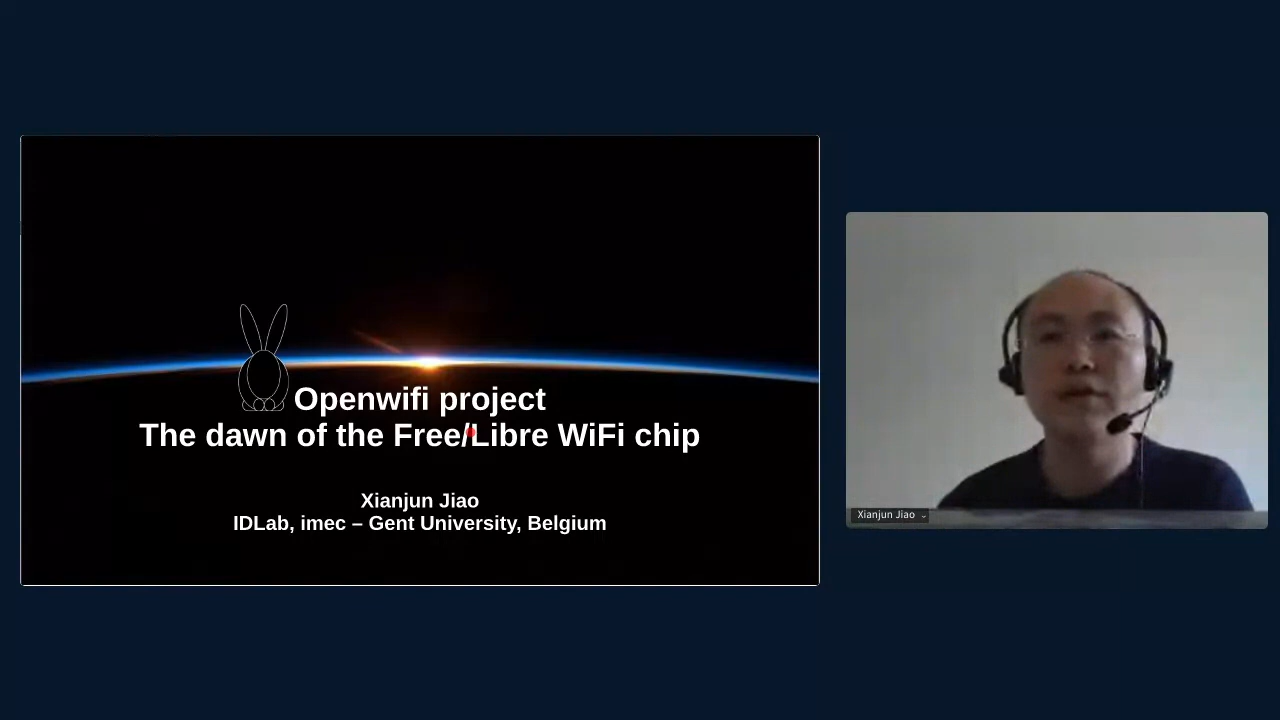 Openwifi project
The dawn of the Free/Libre WiFi chip
Xianjun Jiao
IDLab, imec – Gent University, Belgium
Xianjun Jiao